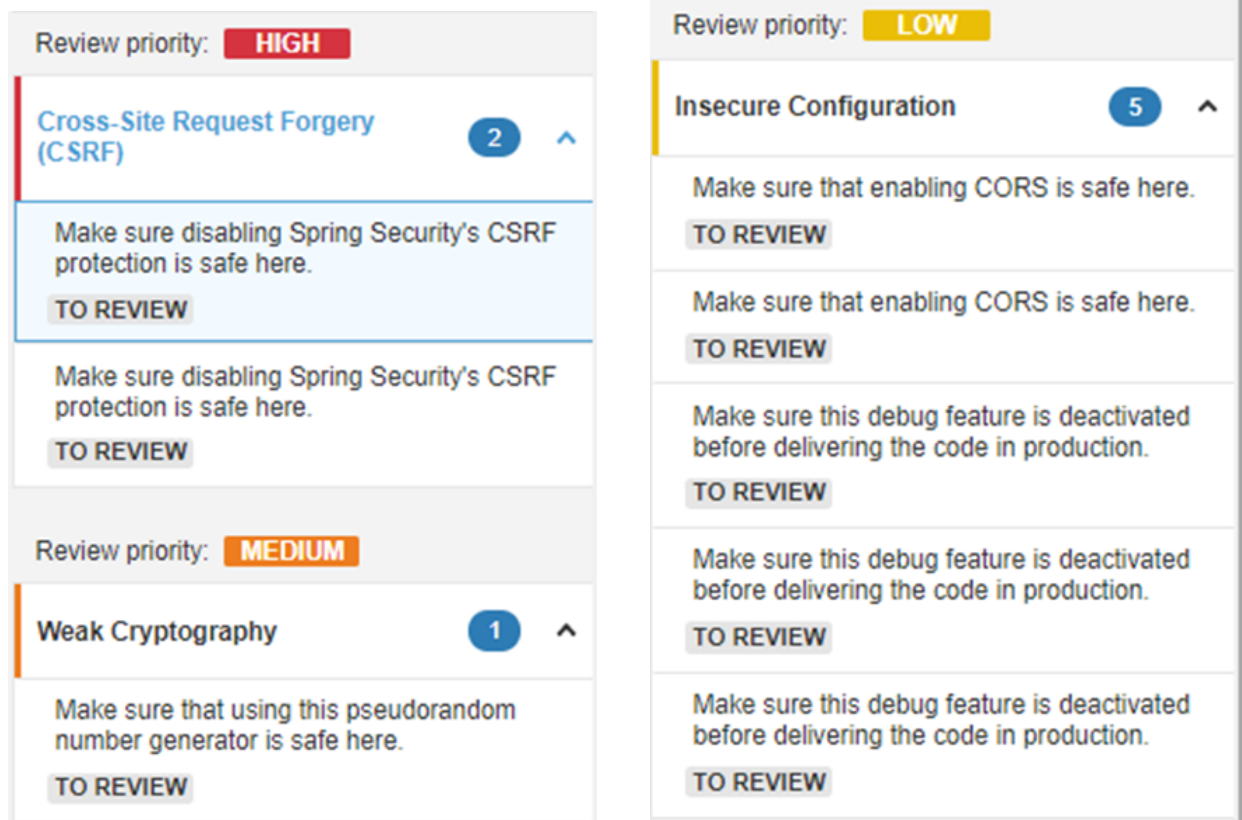 Review priority: HIGH
Cross-Site Request Forgery
(CSRF)
2
Make sure disabling Spring Security's CSRF
protection is safe here.
TO REVIEW
Make sure disabling Spring Security's CSRF
protection is safe here.
TO REVIEW
Review priority: MEDIUM
Weak Cryptography 1
Make sure that using this pseudorandom
number generator is safe here.
TO REVIEW
Review priority: LOW
Insecure Configuration 5
Make sure that enabling CORS is safe here.
TO REVIEW
Make sure that enabling CORS is safe here.
TO REVIEW
Make sure this debug feature is deactivated
before delivering the code in production.
TO REVIEW
Make sure this debug feature is deactivated
before delivering the code in production.
TO REVIEW
Make sure this debug feature is deactivated
before delivering the code in production.
TO REVIEW